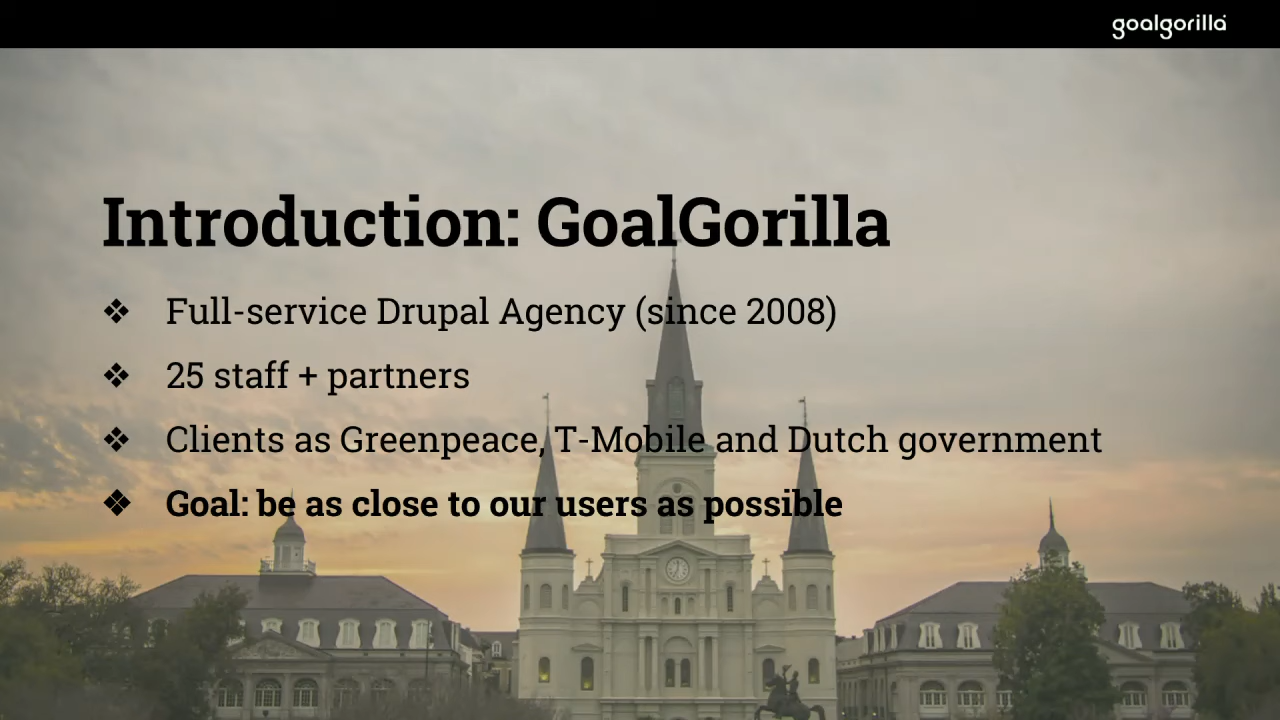 goalgorilla
Introduction: GoalGorilla
❖ Full-service Drupal Agency (since 2008)
❖ 25 staff + partners
❖ Clients as Greenpeace, T-Mobile and Dutch government
❖ Goal: be as close to our users as possible